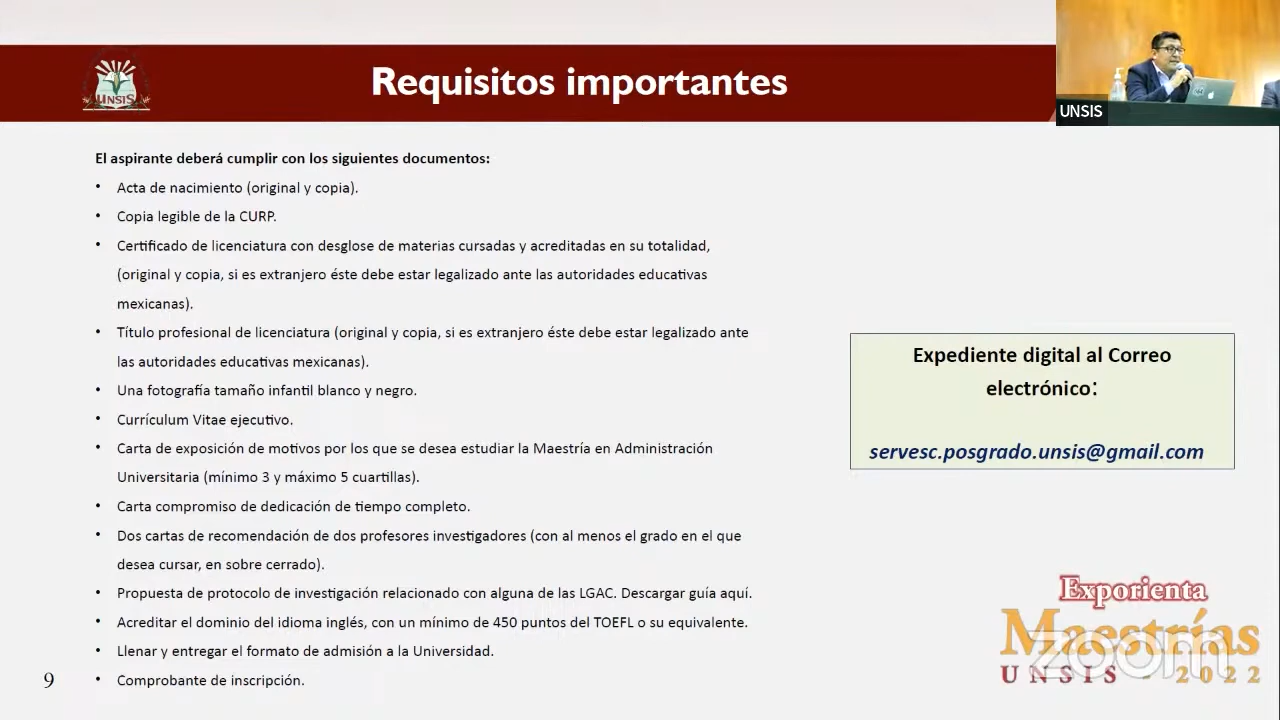 Requisitos importantes
UNSIS
UNSIS
El aspirante deberá cumplir con los siguientes documentos:
• Acta de nacimiento (original y copia).
• Copia legible de la CURP.
• Certificado de licenciatura con desglose de materias cursadas y acreditadas en su totalidad,
(original y copia, si es extranjero éste debe estar legalizado ante las autoridades educativas
mexicanas).
• Título profesional de licenciatura (original y copia, si es extranjero éste debe estar legalizado ante
las autoridades educativas mexicanas).
• Una fotografía tamaño infantil blanco y negro.
• Currículum Vitae ejecutivo.
• Carta de exposición de motivos por los que se desea estudiar la Maestría en Administración
Universitaria (mínimo 3 y máximo 5 cuartillas).
• Carta compromiso de dedicación de tiempo completo.
• Dos cartas de recomendación de dos profesores investigadores (con al menos el grado en el que
desea cursar, en sobre cerrado).
• Propuesta de protocolo de investigación relacionado con alguna de las LGAC. Descargar guía aquí.
• Acreditar el dominio del idioma inglés, con un mínimo de 450 puntos del TOEFL o su equivalente.
• Llenar y entregar el formato de admisión a la Universidad.
• Comprobante de inscripción.
9
Expediente digital al Correo
electrónico:
servesc.posgrado.unsis@gmail.com
Exporienta
Maestrías
UNSIS - 2022
zoom